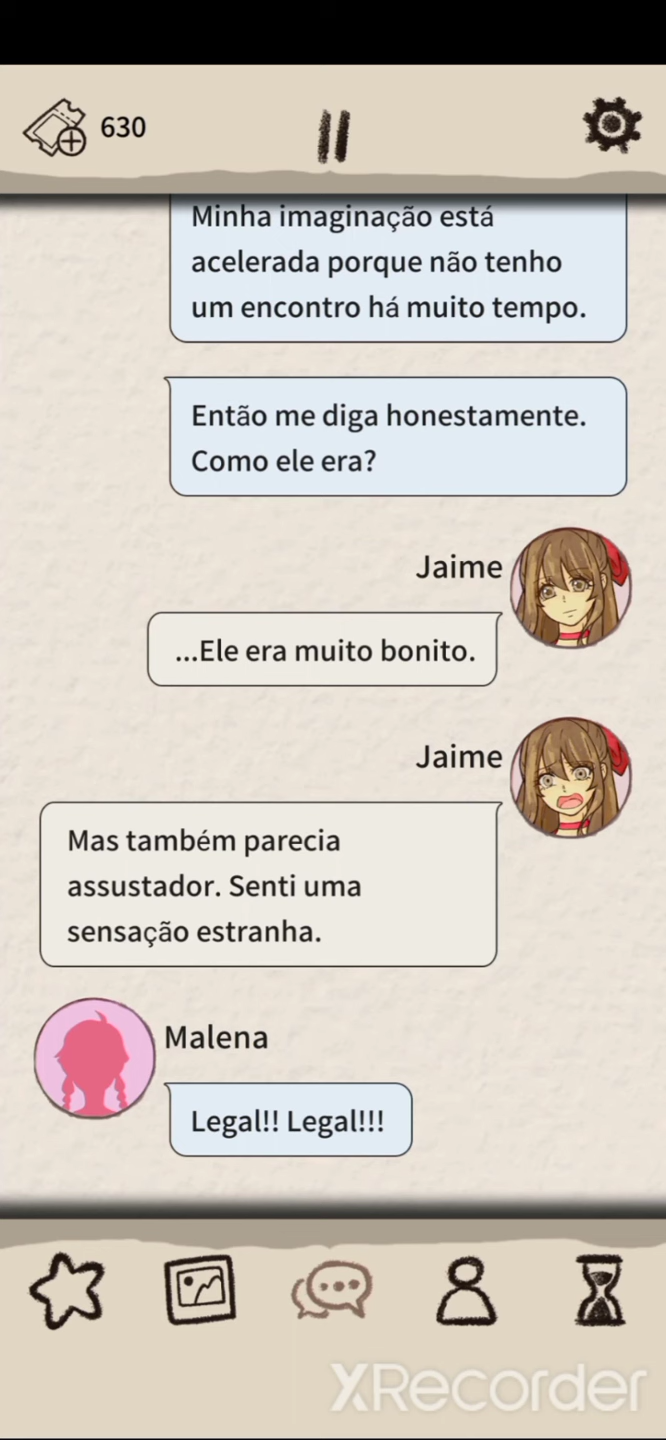 630
Minha imaginação está
acelerada porque não tenho
um encontro há muito tempo.
Então me diga honestamente.
Como ele era?
Jaime
...Ele era muito bonito.
Jaime
Mas também parecia
assustador. Senti uma
sensação estranha.
Malena
Legal!! Legal!!!
XRecorder